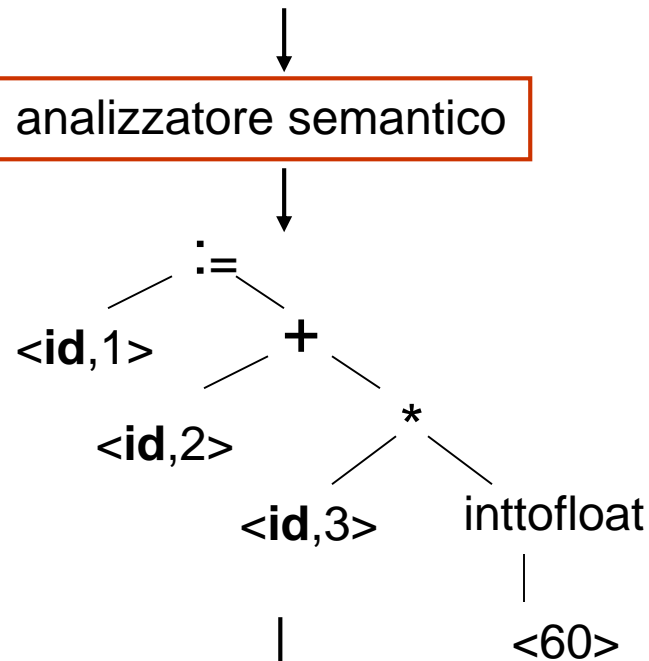 analizzatore semantico
:=
<id,1>
+
<id,2>
*
<id,3>
inttofloat
<60>